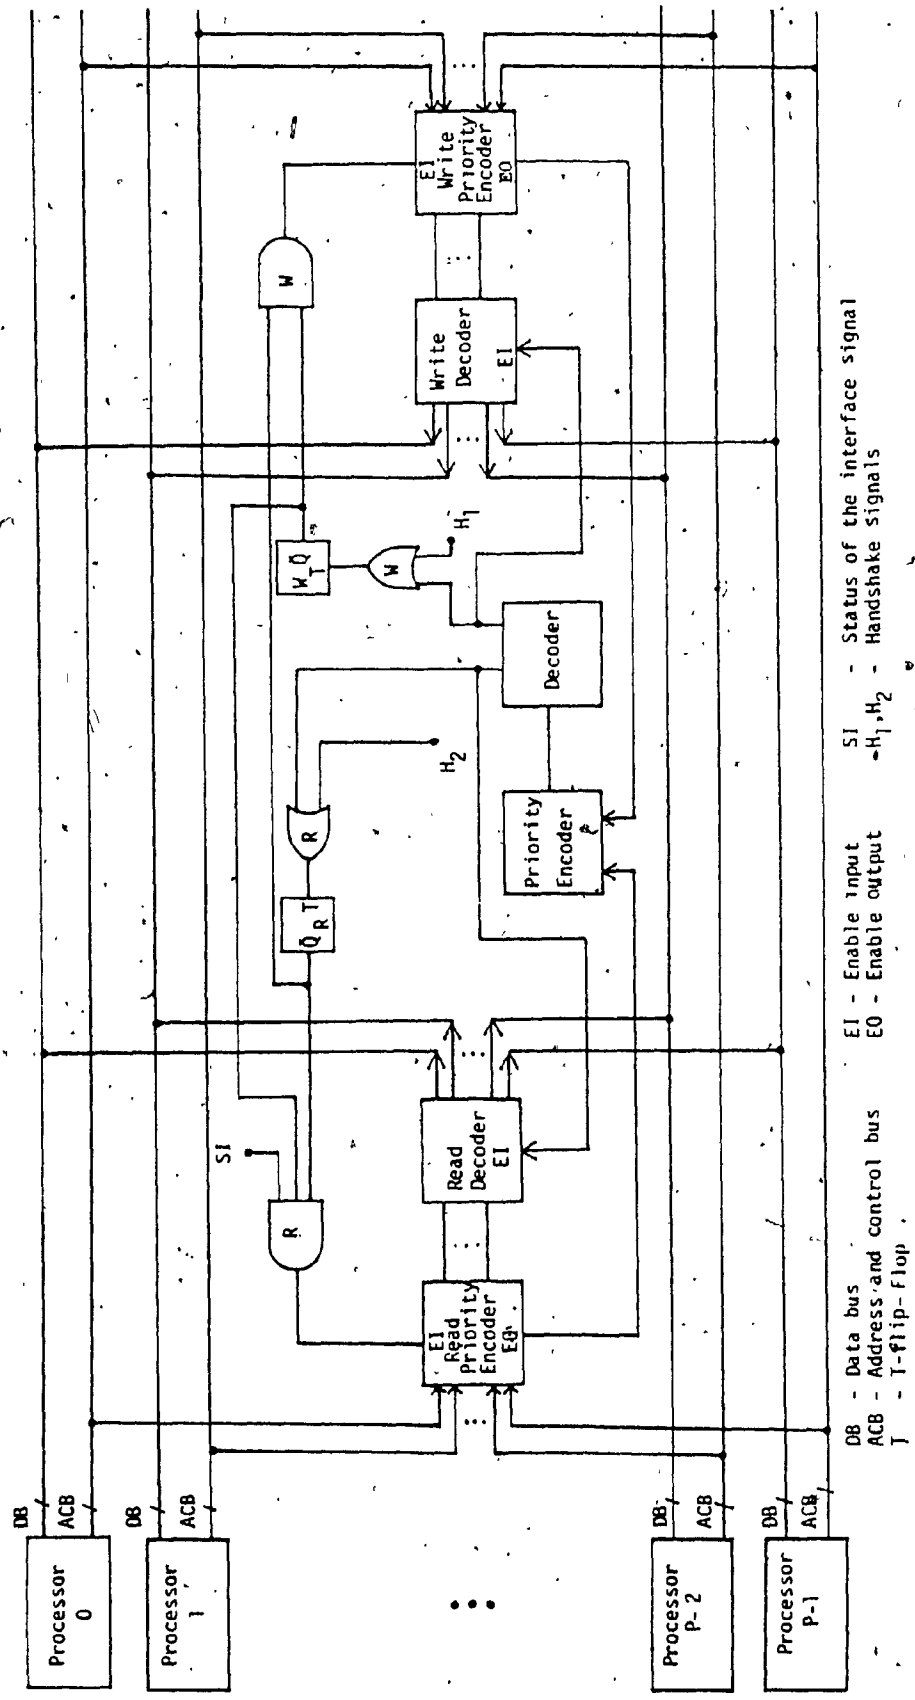 Processor
0
DB
ACB
Processor
1
DB
ACB
Processor
P-2
DB
ACB
Processor
P-1
DB
ACB
EI
Read
Priority
Encoder
EO
Read
Decoder
EI
R
SI
Q̄
R
T
R
H2
Priority
Encoder
Decoder
W
T
Q̄
W
H1
Write
Decoder
EI
W
EI
Write
Priority
Encoder
EO
DB - Data bus
ACB - Address and control bus
T - T-flip-flop
EI - Enable input
EO - Enable output
SI - Status of the interface signal
H1,H2 - Handshake signals